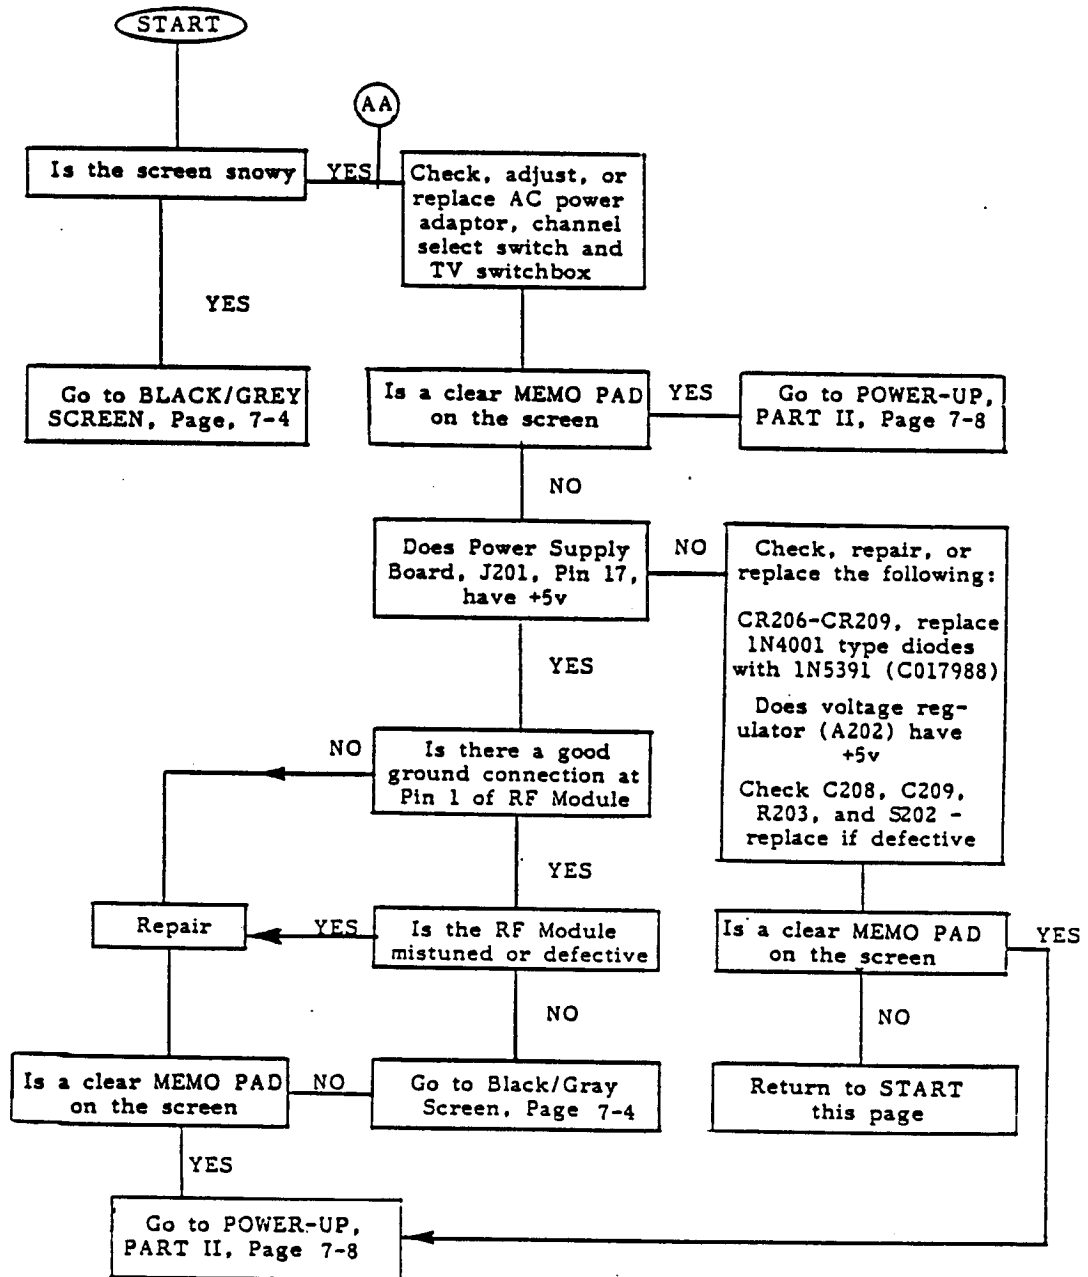 START
AA
Is the screen snowy
YES
Check, adjust, or
replace AC power
adaptor, channel
select switch and
TV switchbox
YES
Go to BLACK/GREY
SCREEN, Page, 7-4
Is a clear MEMO PAD
on the screen
YES
Go to POWER-UP,
PART II, Page 7-8
NO
Does Power Supply
Board, J201, Pin 17,
have +5v
NO
Check, repair, or
replace the following:
CR206-CR209, replace
1N4001 type diodes
with 1N5391 (C017988)
Does voltage reg-
ulator (A202) have
+5v
Check C208, C209,
R203, and S202 -
replace if defective
YES
NO
Is there a good
ground connection at
Pin 1 of RF Module
YES
Repair
YES
Is the RF Module
mistuned or defective
Is a clear MEMO PAD
on the screen
YES
NO
NO
Is a clear MEMO PAD
on the screen
NO
Go to Black/Gray
Screen, Page 7-4
Return to START
this page
YES
Go to POWER-UP,
PART II, Page 7-8